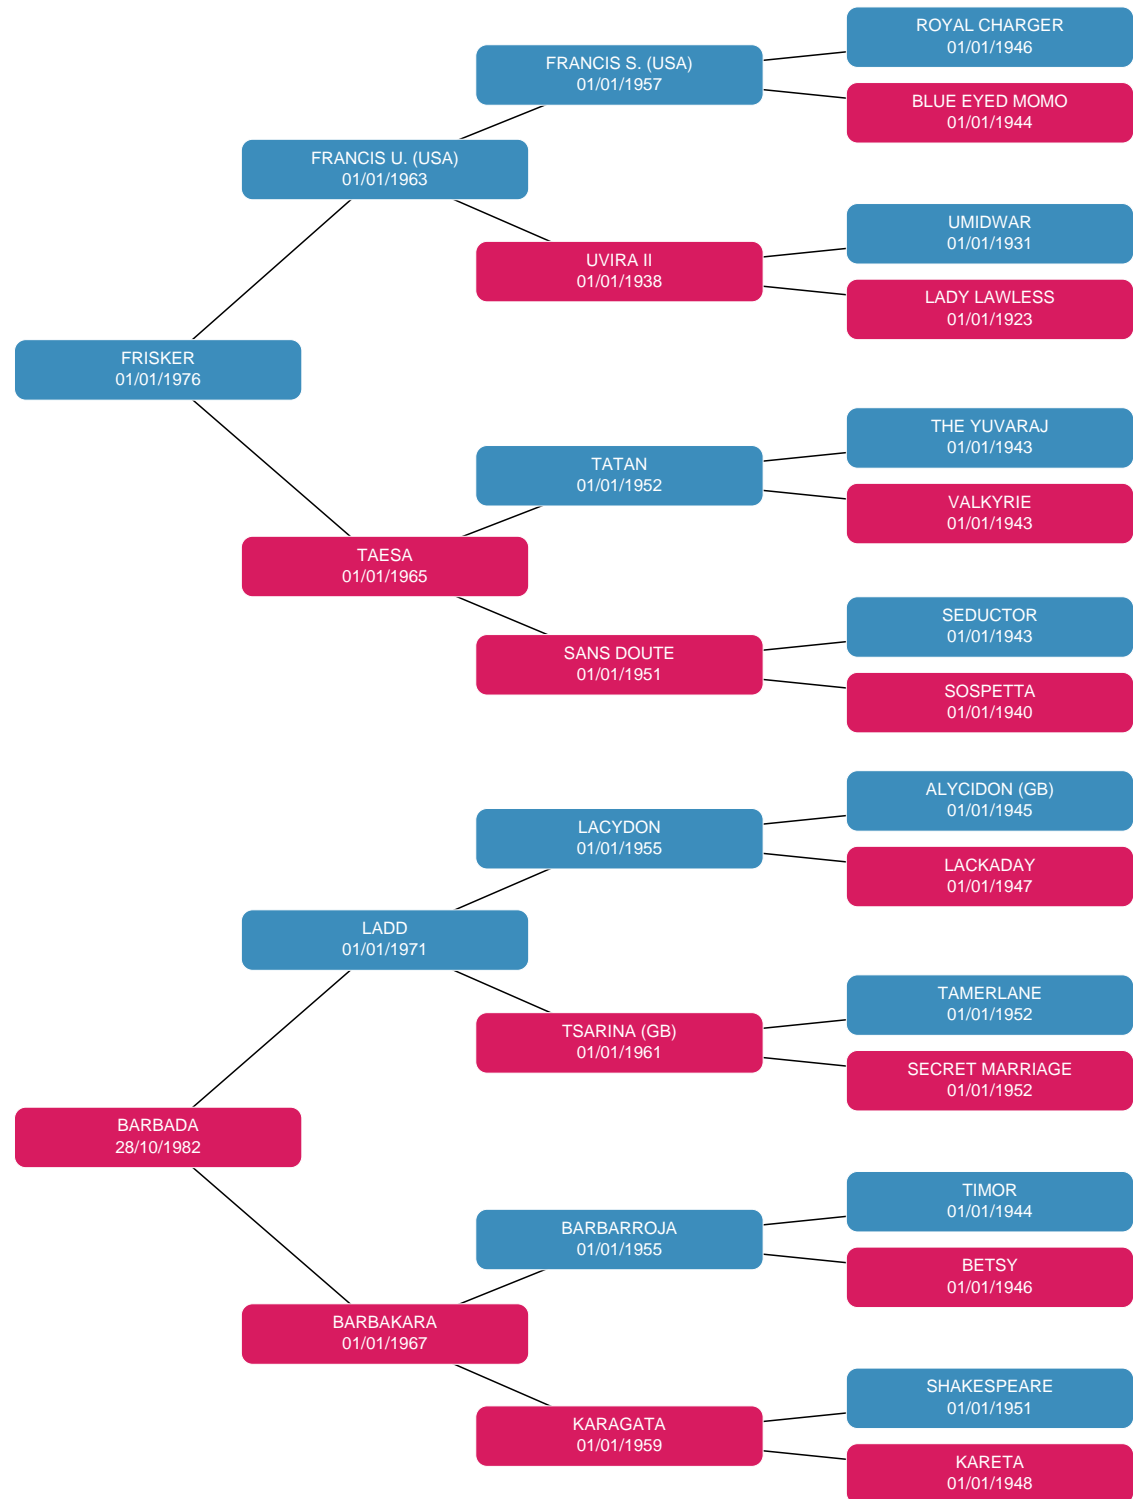 ROYAL CHARGER
01/01/1946
FRANCIS S. (USA)
01/01/1957
BLUE EYED MOMO
01/01/1944
FRANCIS U. (USA)
01/01/1963
UMIDWAR
01/01/1931
UVIRA II
01/01/1938
LADY LAWLESS
01/01/1923
FRISKER
01/01/1976
THE YUVARAJ
01/01/1943
TATAN
01/01/1952
VALKYRIE
01/01/1943
TAESA
01/01/1965
SEDUCTOR
01/01/1943
SANS DOUTE
01/01/1951
SOSPETTA
01/01/1940
ALYCIDON (GB)
01/01/1945
LACYDON
01/01/1955
LACKADAY
01/01/1947
LADD
01/01/1971
TAMERLANE
01/01/1952
TSARINA (GB)
01/01/1961
SECRET MARRIAGE
01/01/1952
BARBADA
28/10/1982
TIMOR
01/01/1944
BARBARROJA
01/01/1955
BETSY
01/01/1946
BARBAKARA
01/01/1967
SHAKESPEARE
01/01/1951
KARAGATA
01/01/1959
KARETA
01/01/1948